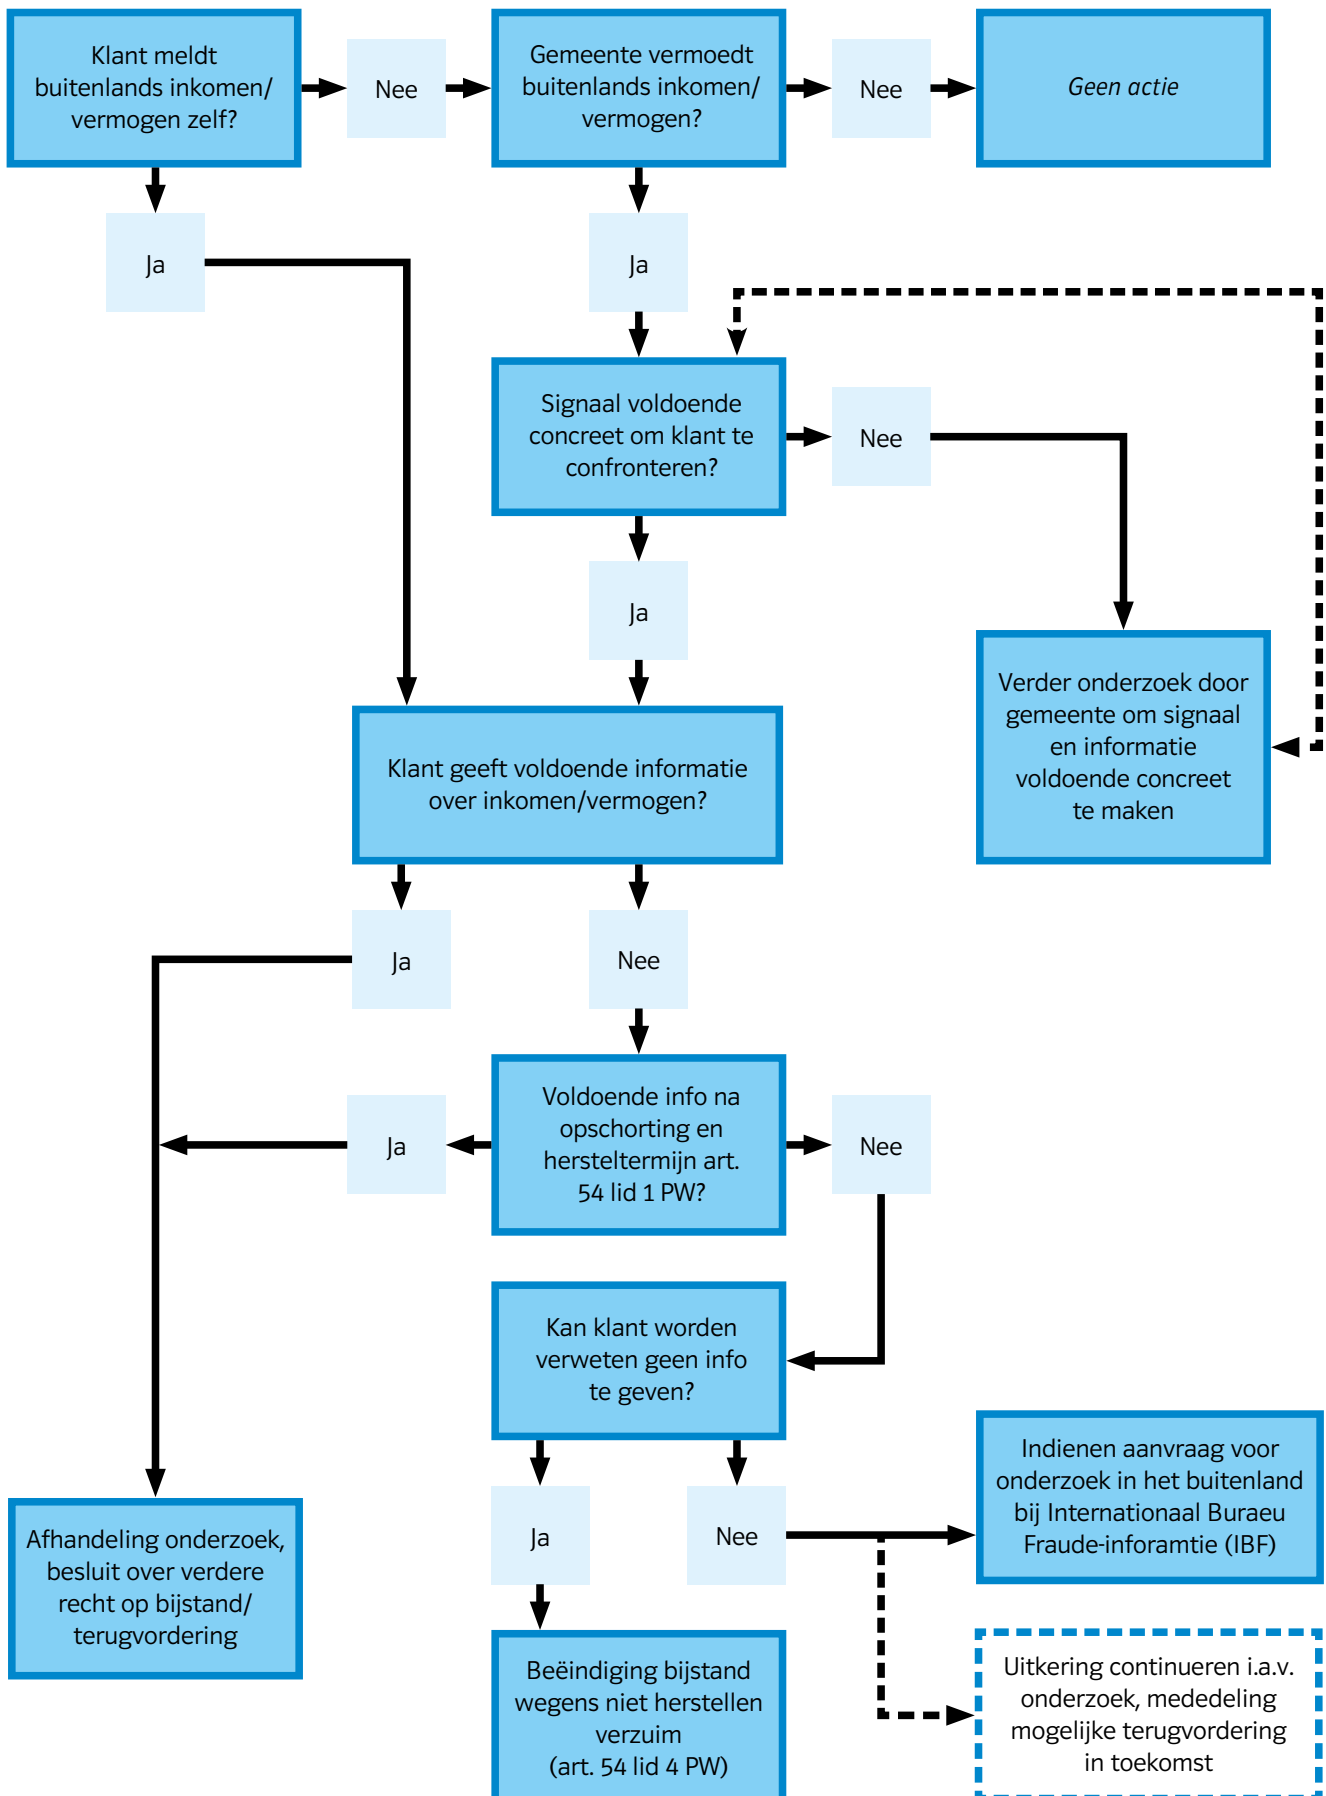 Klant meldt
buitenlands inkomen/
vermogen zelf?
Nee
Gemeente vermoedt
buitenlands inkomen/
vermogen?
Nee
Geen actie
Ja
Ja
Signaal voldoende
concreet om klant te
confronteren?
Nee
Ja
Verder onderzoek door
gemeente om signaal
en informatie
voldoende concreet
te maken
Klant geeft voldoende informatie
over inkomen/vermogen?
Ja
Nee
Voldoende info na
opschorting en
hersteltermijn art.
54 lid 1 PW?
Ja
Nee
Kan klant worden
verweten geen info
te geven?
Ja
Nee
Indienen aanvraag voor
onderzoek in het buitenland
bij Internationaal Buraeu
Fraude-inforamtie (IBF)
Afhandeling onderzoek,
besluit over verdere
recht op bijstand/
terugvordering
Beëindiging bijstand
wegens niet herstellen
verzuim
(art. 54 lid 4 PW)
Uitkering continueren i.a.v.
onderzoek, mededeling
mogelijke terugvordering
in toekomst